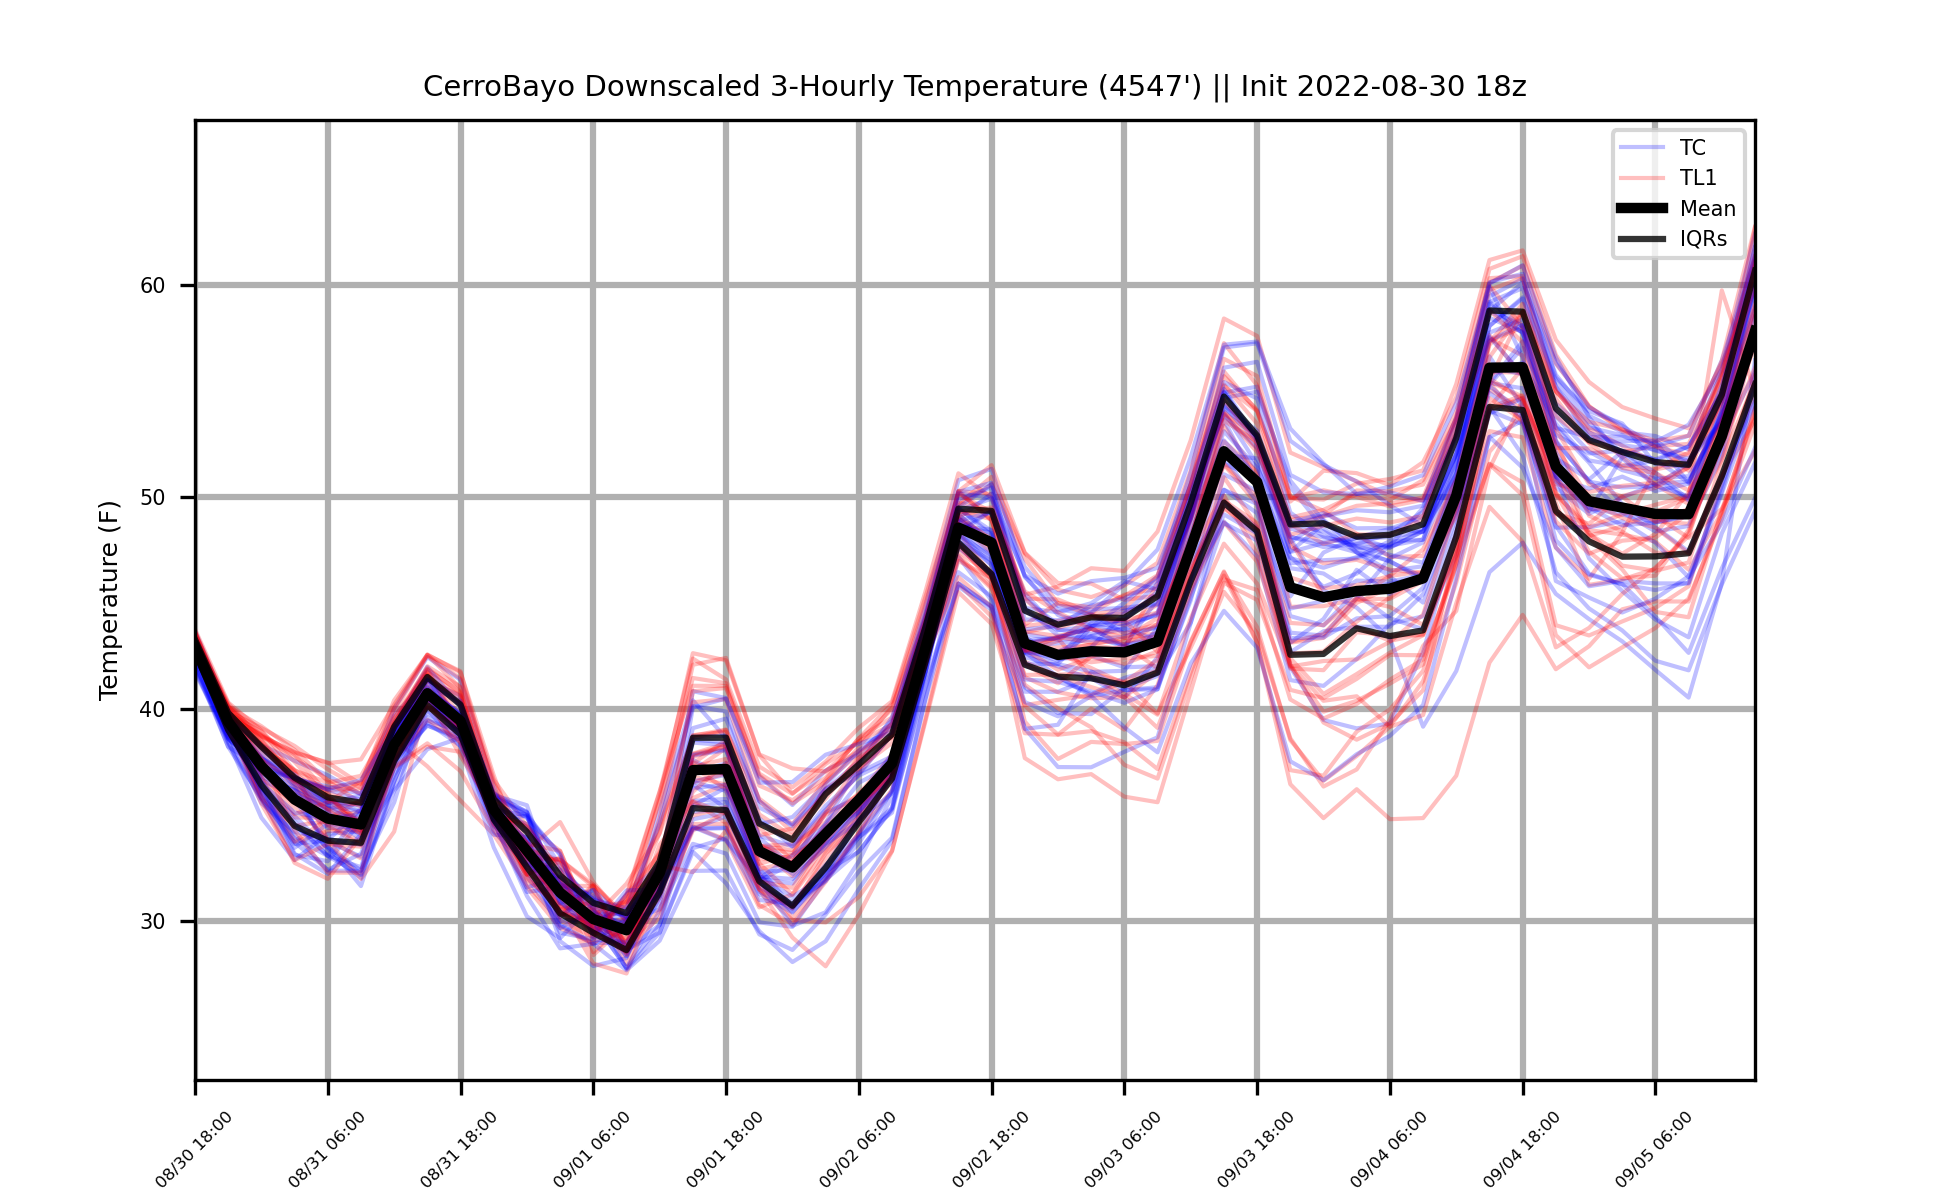 CerroBayo Downscaled 3-Hourly Temperature (4547') || Init 2022-08-30 18z
TC
TL1
Mean
IQRs
Temperature (F)
60
50
40
30
08/30 18:00
08/31 06:00
08/31 18:00
09/01 06:00
09/01 18:00
09/02 06:00
09/02 18:00
09/03 06:00
09/03 18:00
09/04 06:00
09/04 18:00
09/05 06:00